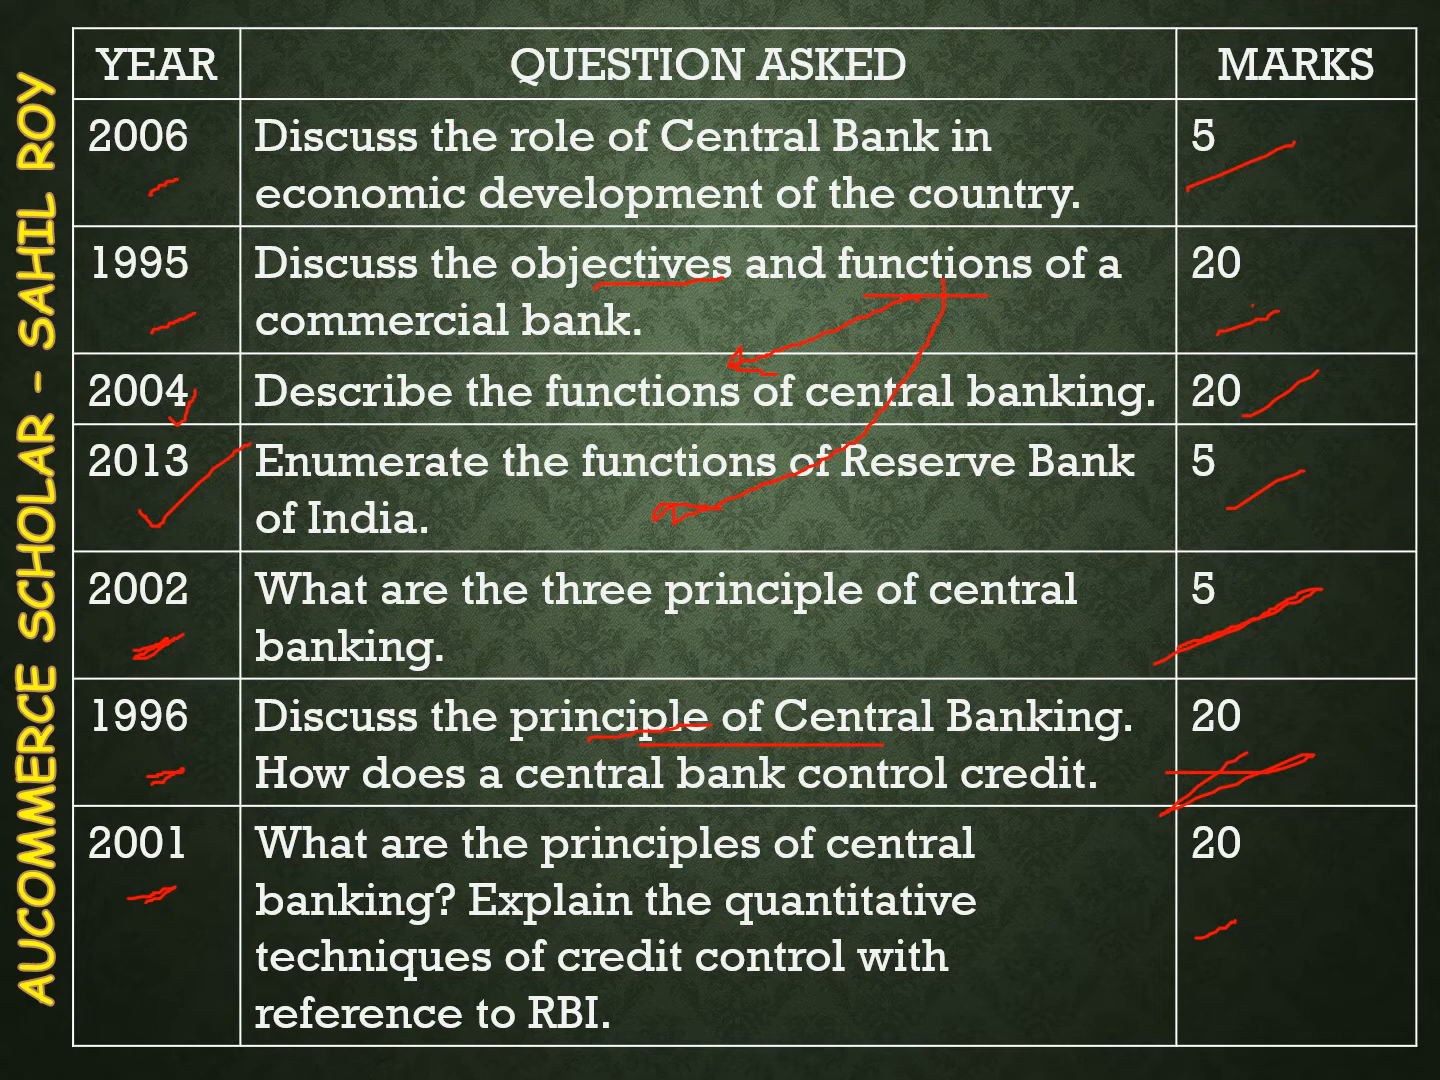 AUCOMMERCE SCHOLAR - SAHIL ROY
YEAR QUESTION ASKED MARKS
2006 Discuss the role of Central Bank in 5
economic development of the country.
1995 Discuss the objectives and functions of a 20
commercial bank.
2004 Describe the functions of central banking. 20
2013 Enumerate the functions of Reserve Bank 5
of India.
2002 What are the three principle of central 5
banking.
1996 Discuss the principle of Central Banking. 20
How does a central bank control credit.
2001 What are the principles of central 20
banking? Explain the quantitative
techniques of credit control with
reference to RBI.